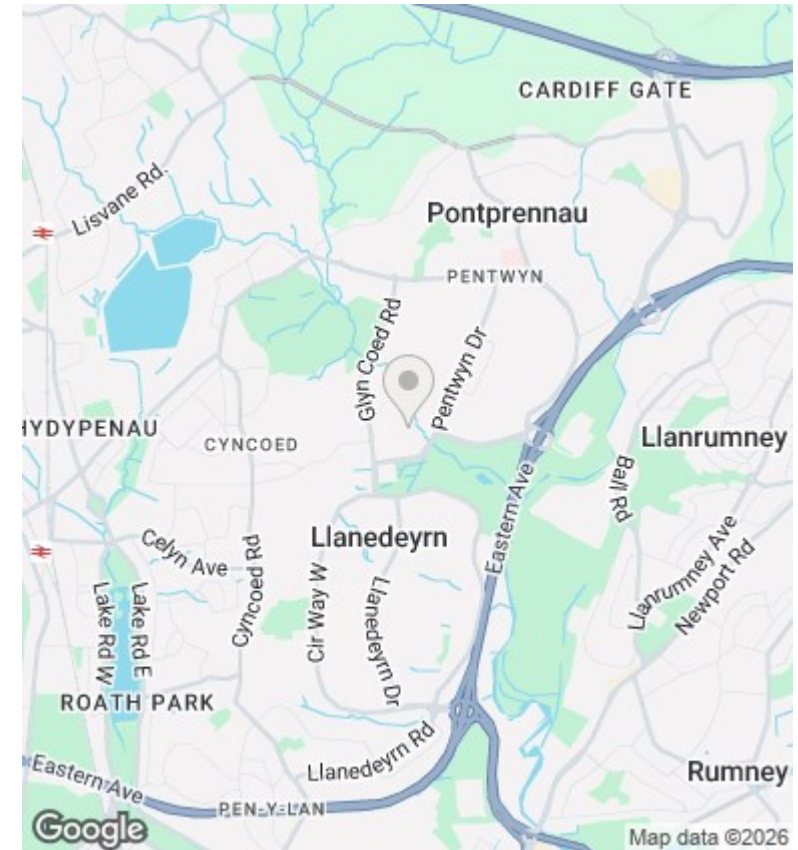 CARDIFF GATE
Lisvane Rd.
Pontprennau
PENTWYN
Glyn Coed Rd
Pentwyn Dr
HYDYPENAU
CYNCOED
Llanrumney
Ball Rd
Eastern Ave
Llanedeyrn
Celyn Ave
Cyncoed Rd
Cir Way W
Llanedeyrn Dr
Llanrumney Ave
Newport Rd
Lake Rd W
Lake Rd E
ROATH PARK
Llanedeyrn Rd
Rumney
Eastern Ave
PEN-Y-LAN
Google
Map data ©2026